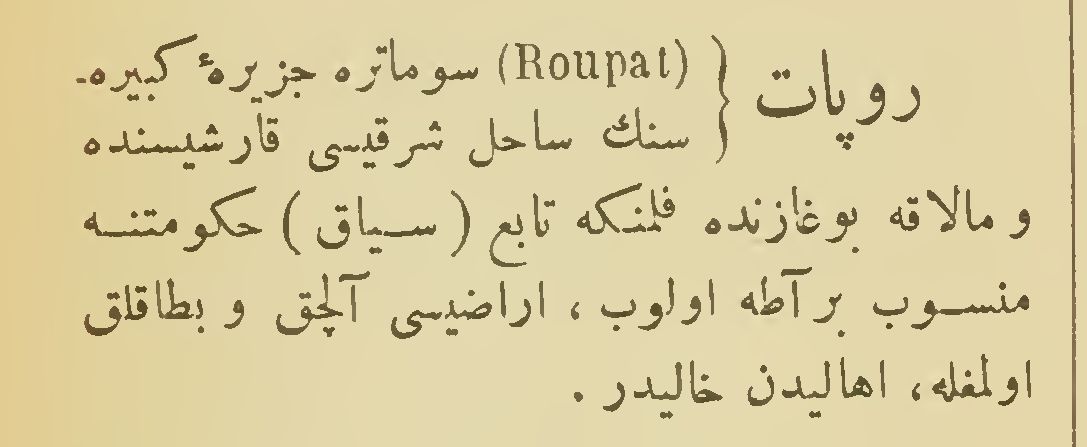 روپات { (Roupat) سوماتره جزیرهٔ کبیره-
سنك ساحل شرقیسی قارشیسنده
و مالاقه بوغازنده فلمنكه تابع ( سیاق ) حکومتنه
منسوب بر آطه اولوب ، اراضیسی آلچق و بطاقلق
اولمغله، اهالیدن خالیدر .